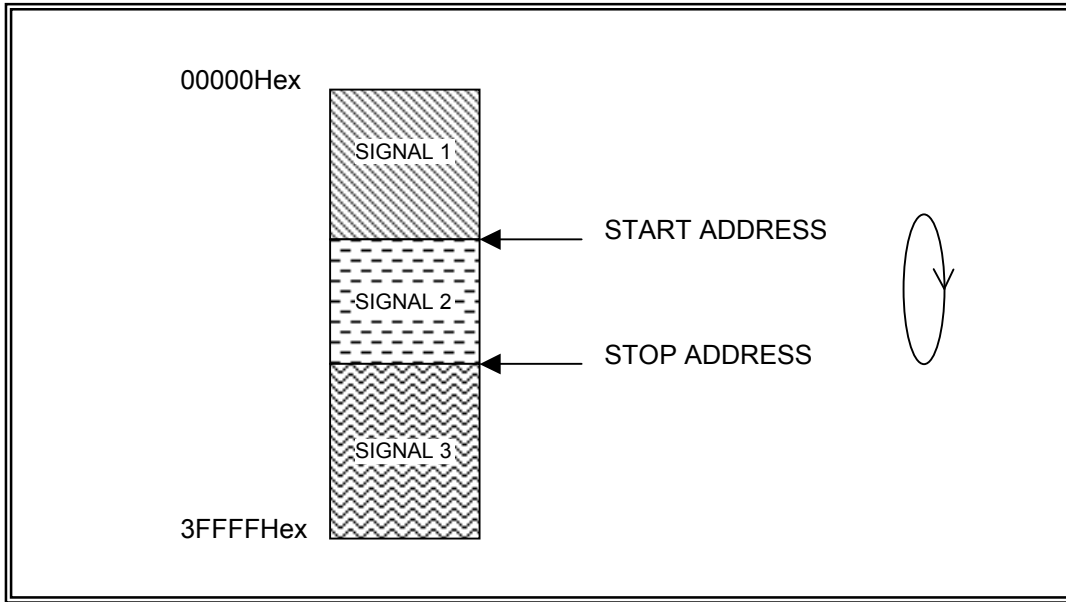 00000Hex
SIGNAL 1
START ADDRESS
SIGNAL 2
STOP ADDRESS
SIGNAL 3
3FFFFHex